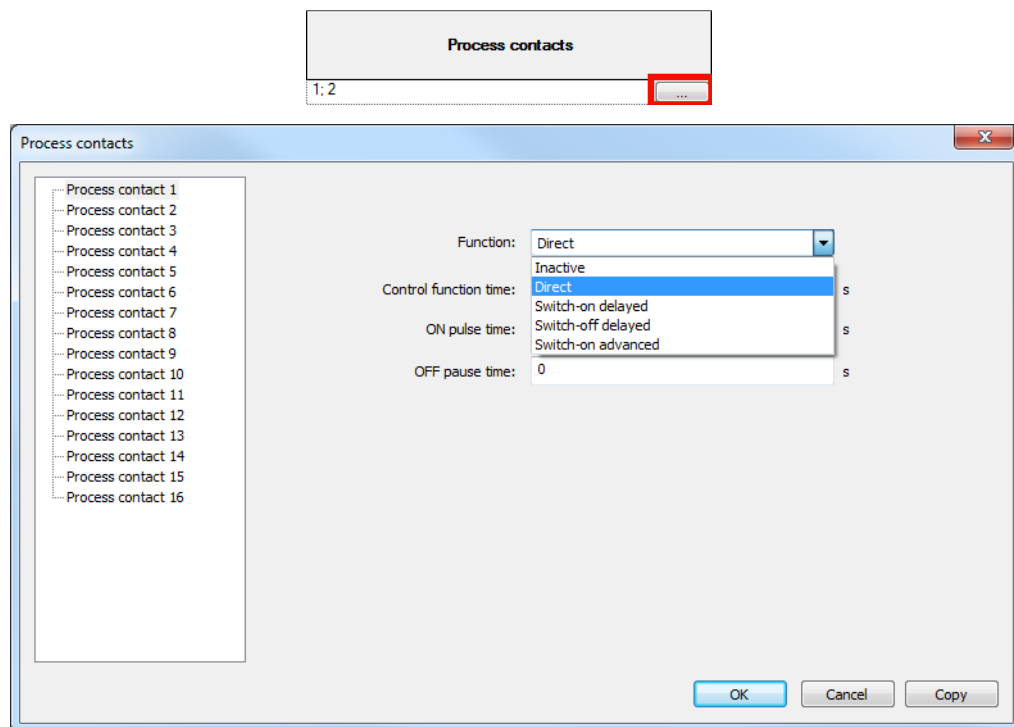 Process contacts
1; 2
...
Process contacts
Process contact 1
Process contact 2
Process contact 3
Process contact 4
Process contact 5
Process contact 6
Process contact 7
Process contact 8
Process contact 9
Process contact 10
Process contact 11
Process contact 12
Process contact 13
Process contact 14
Process contact 15
Process contact 16
Function: Direct
Inactive
Control function time: Direct s
Switch-on delayed
ON pulse time: Switch-off delayed s
Switch-on advanced
OFF pause time: 0 s
OK Cancel Copy